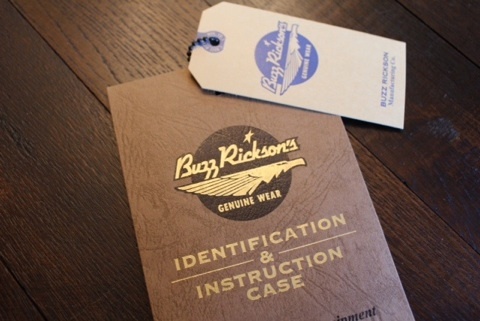 Buzz Rickson's
GENUINE WEAR
BUZZ RICKSON
Manufacturing Co.
Buzz Rickson's
GENUINE WEAR
IDENTIFICATION
&
INSTRUCTION
CASE